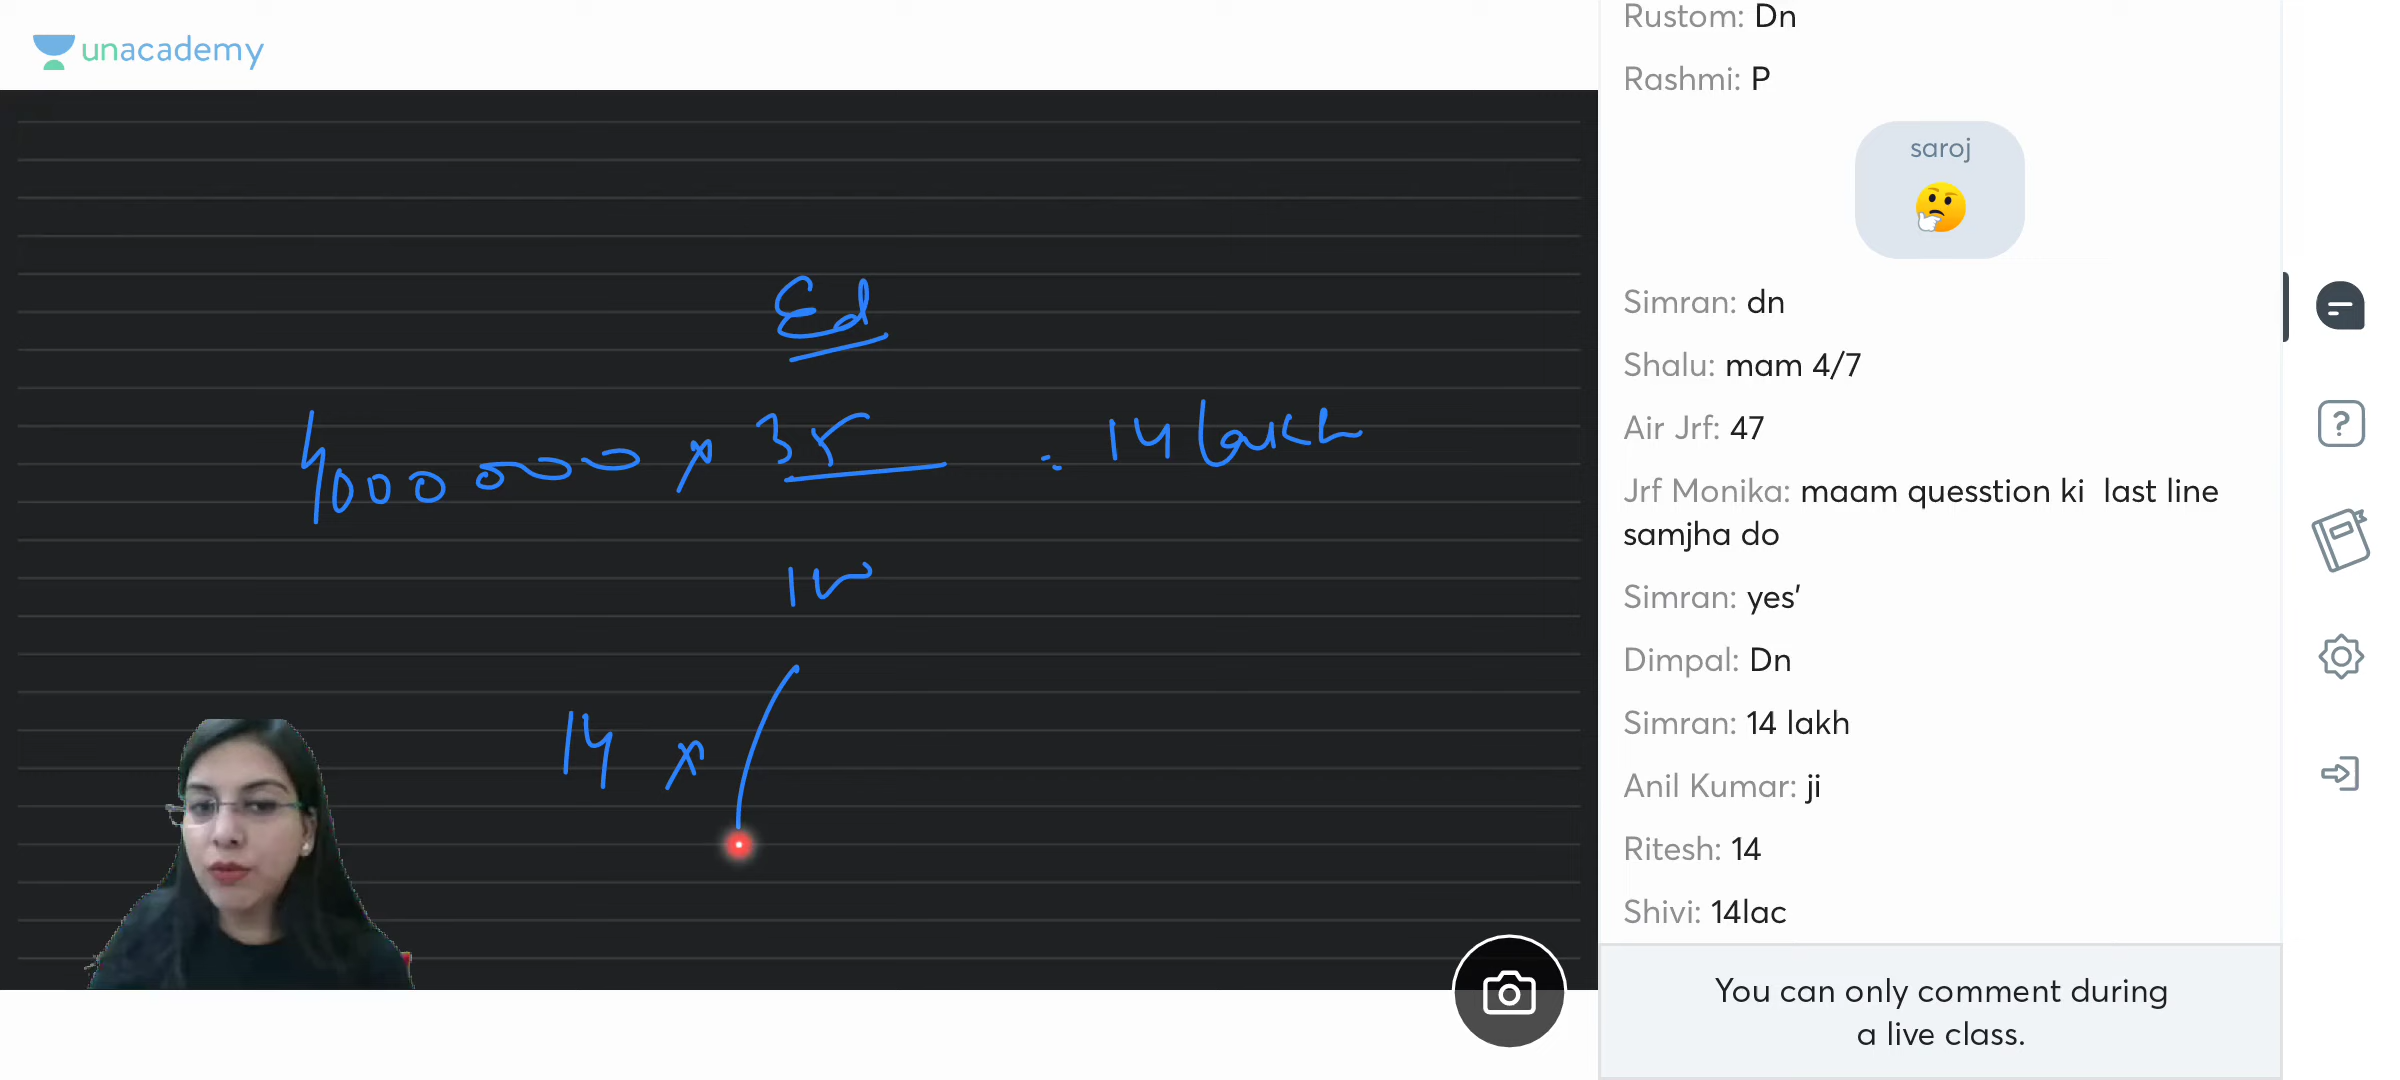 unacademy
Ed
4000 000 × 35 = 14 lakh
100
14 ×
Rustom: Dn
Rashmi: P
saroj
Simran: dn
Shalu: mam 4/7
Air Jrf: 47
Jrf Monika: maam quesstion ki last line
samjha do
Simran: yes'
Dimpal: Dn
Simran: 14 lakh
Anil Kumar: ji
Ritesh: 14
Shivi: 14lac
You can only comment during
a live class.